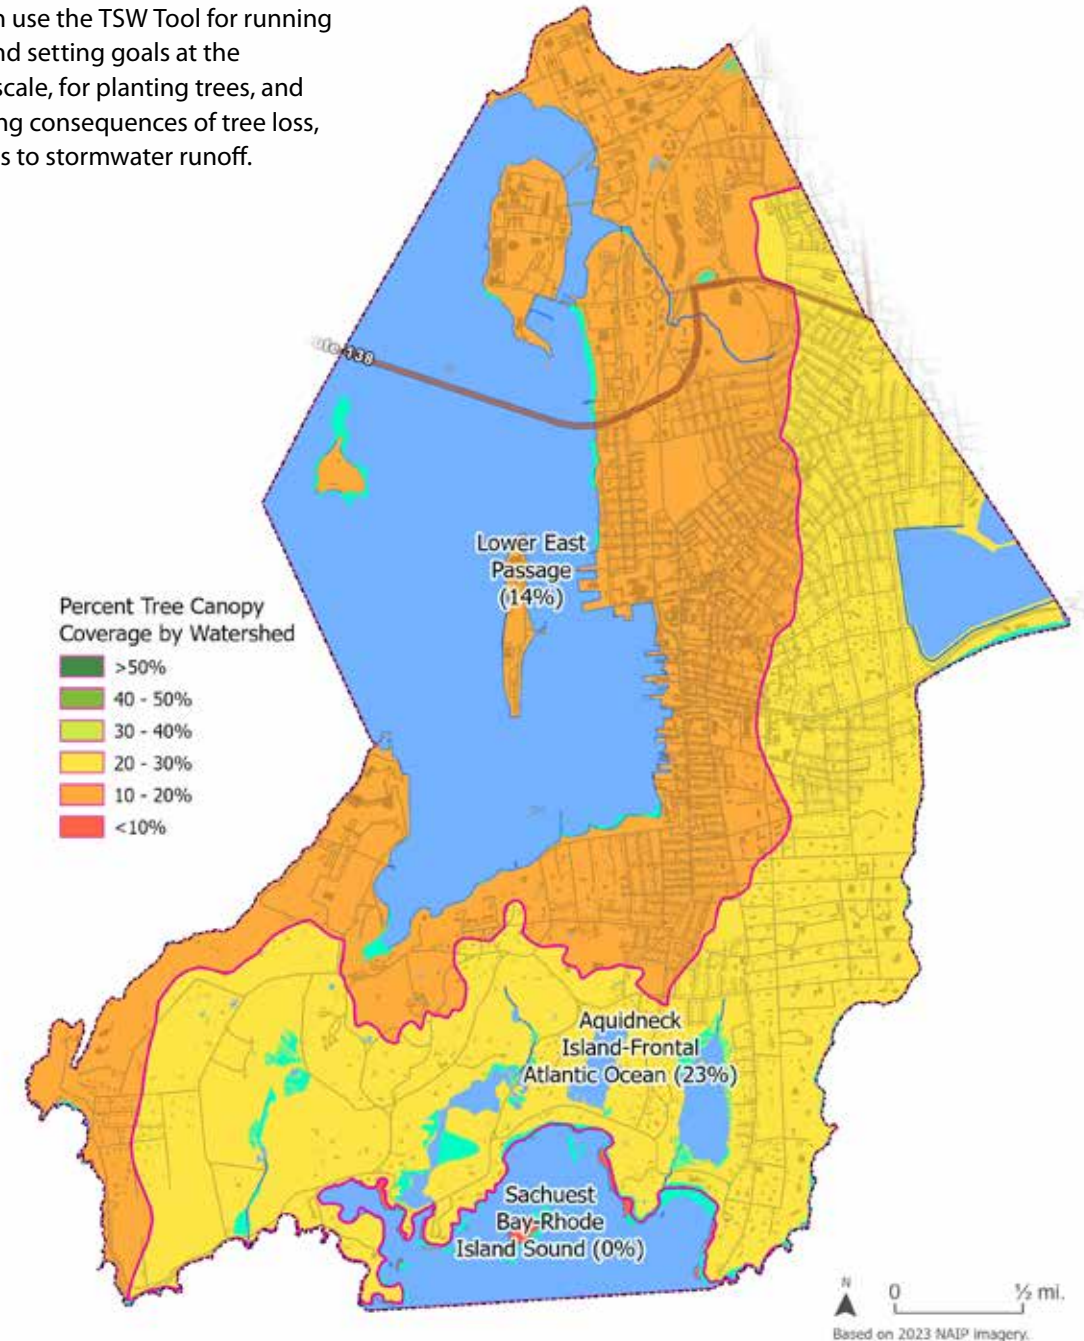 n use the TSW Tool for running
nd setting goals at the
scale, for planting trees, and
ng consequences of tree loss,
s to stormwater runoff.
138
Lower East
Passage
(14%)
Percent Tree Canopy
Coverage by Watershed
>50%
40 - 50%
30 - 40%
20 - 30%
10 - 20%
<10%
Aquidneck
Island-Frontal
Atlantic Ocean (23%)
Sachuest
Bay-Rhode
Island Sound (0%)
N
0 ½ mi.
Based on 2023 NAIP imagery.